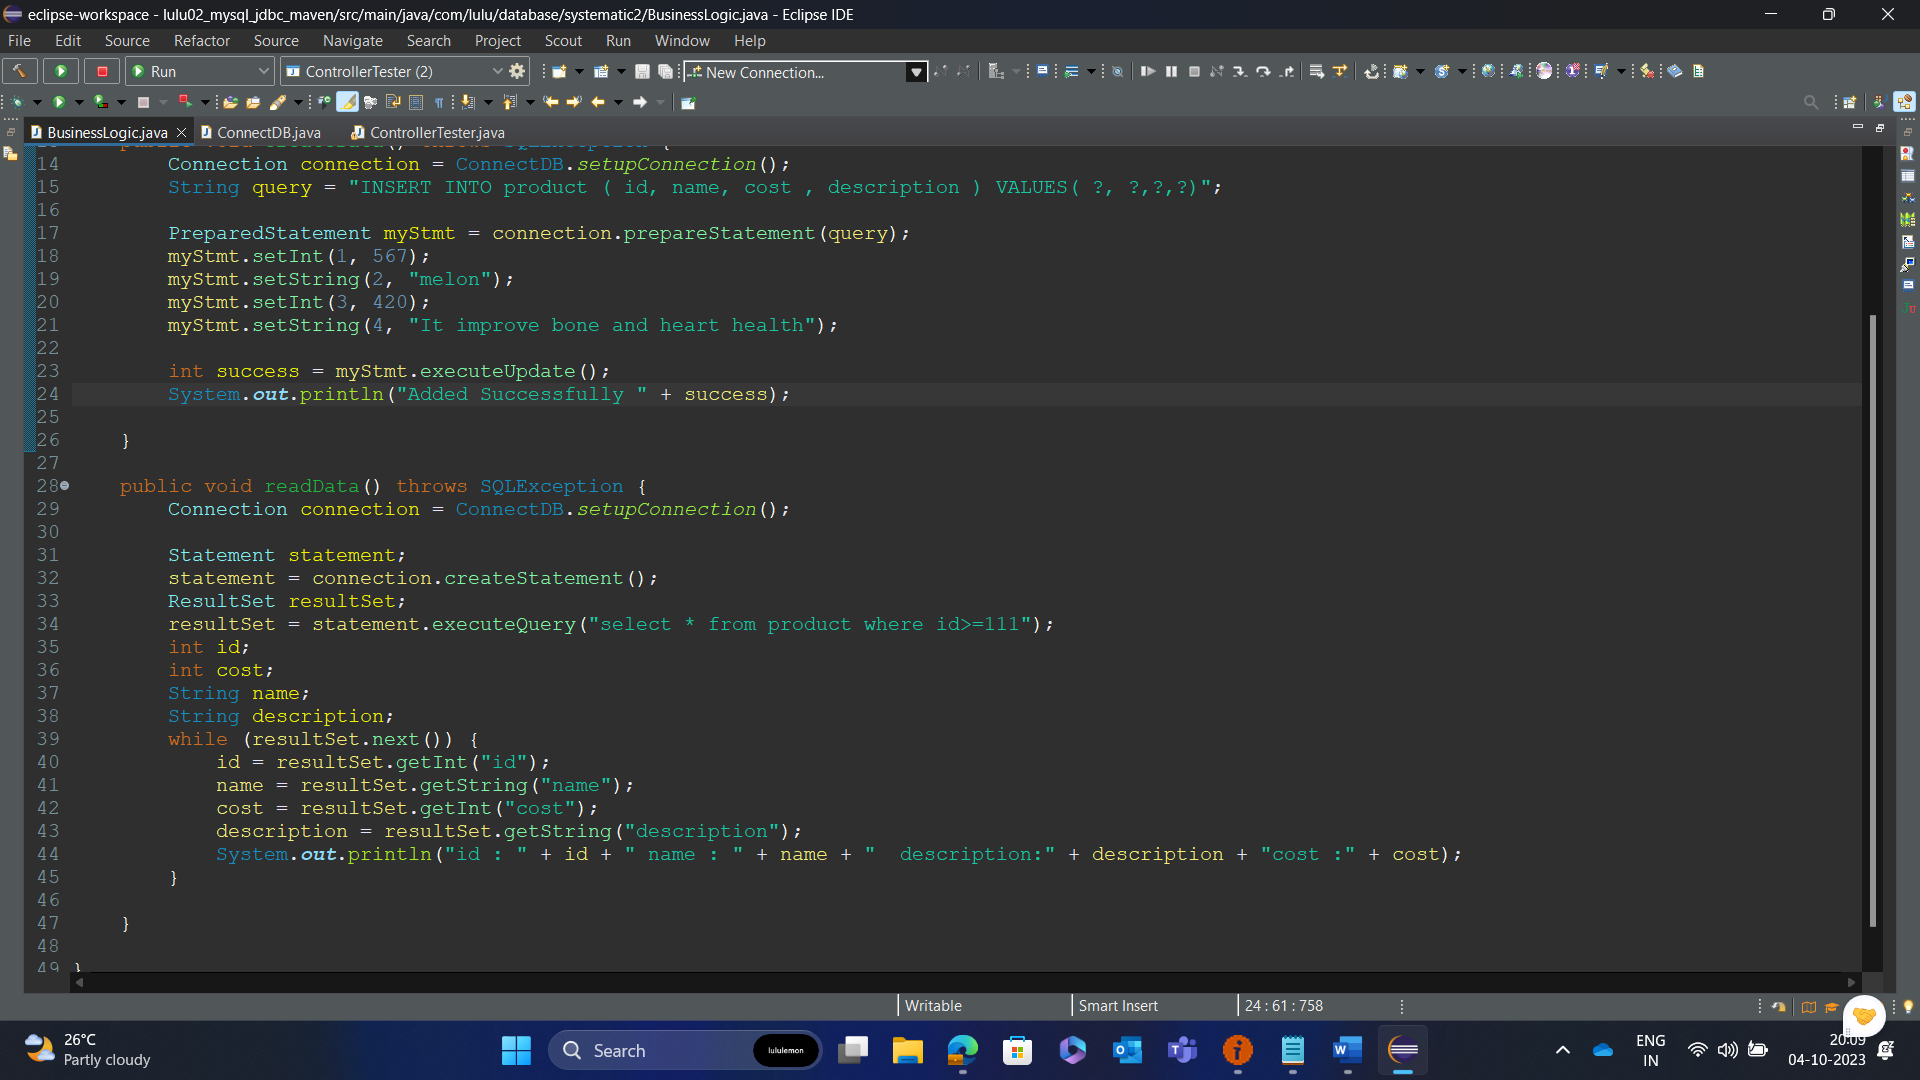 eclipse-workspace - lulu02_mysql_jdbc_maven/src/main/java/com/lulu/database/systematic2/BusinessLogic.java - Eclipse IDE
File Edit Source Refactor Source Navigate Search Project Scout Run Window Help
Run ControllerTester (2) New Connection...
BusinessLogic.java ConnectDB.java ControllerTester.java
14 Connection connection = ConnectDB.setupConnection();
15 String query = "INSERT INTO product ( id, name, cost , description ) VALUES( ?, ?,?,?)";
16
17 PreparedStatement myStmt = connection.prepareStatement(query);
18 myStmt.setInt(1, 567);
19 myStmt.setString(2, "melon");
20 myStmt.setInt(3, 420);
21 myStmt.setString(4, "It improve bone and heart health");
22
23 int success = myStmt.executeUpdate();
24 System.out.println("Added Successfully " + success);
25
26 }
27
28 public void readData() throws SQLException {
29 Connection connection = ConnectDB.setupConnection();
30
31 Statement statement;
32 statement = connection.createStatement();
33 ResultSet resultSet;
34 resultSet = statement.executeQuery("select * from product where id>=111");
35 int id;
36 int cost;
37 String name;
38 String description;
39 while (resultSet.next()) {
40 id = resultSet.getInt("id");
41 name = resultSet.getString("name");
42 cost = resultSet.getInt("cost");
43 description = resultSet.getString("description");
44 System.out.println("id : " + id + " name : " + name + "  description:" + description + "cost :" + cost);
45 }
46
47 }
48
49 }
Writable Smart Insert 24 : 61 : 758
26°C
Partly cloudy
Search lululemon
ENG
IN
20:09
04-10-2023